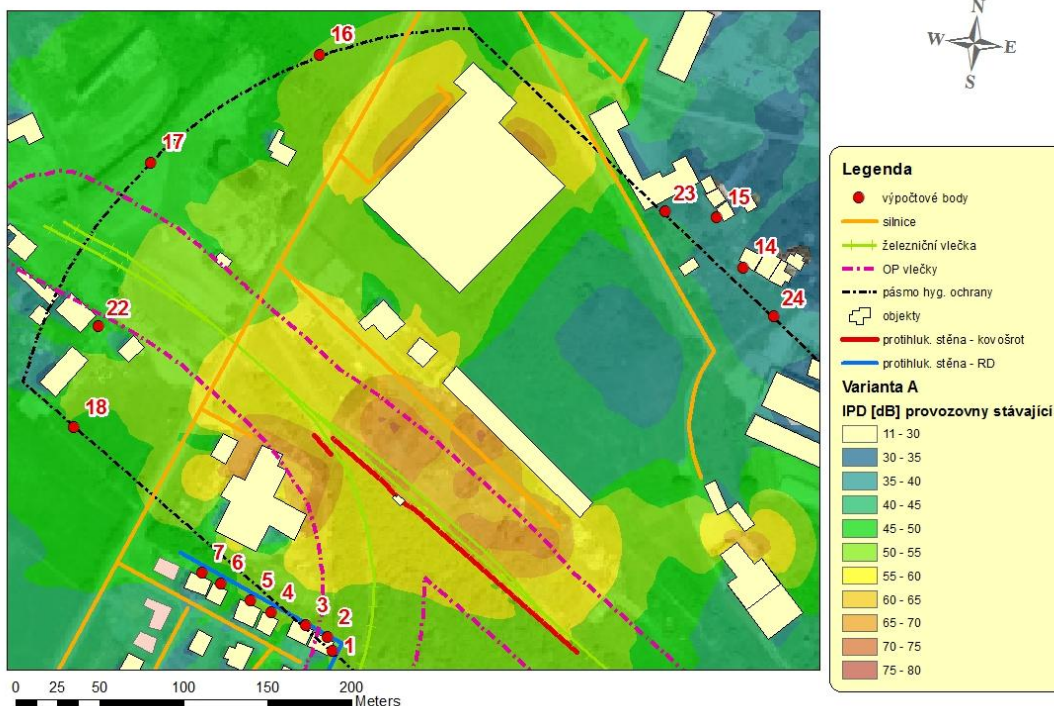 16
17
22
18
23
15
14
24
7
6
5
4
3
2
1
0 25 50 100 150 200
Meters
N
W E
S
Legenda
výpočtové body
silnice
železniční vlečka
OP vlečky
pásmo hyg. ochrany
objekty
protihluk. stěna - kovošrot
protihluk. stěna - RD
Varianta A
IPD [dB] provozovny stávající
11 - 30
30 - 35
35 - 40
40 - 45
45 - 50
50 - 55
55 - 60
60 - 65
65 - 70
70 - 75
75 - 80